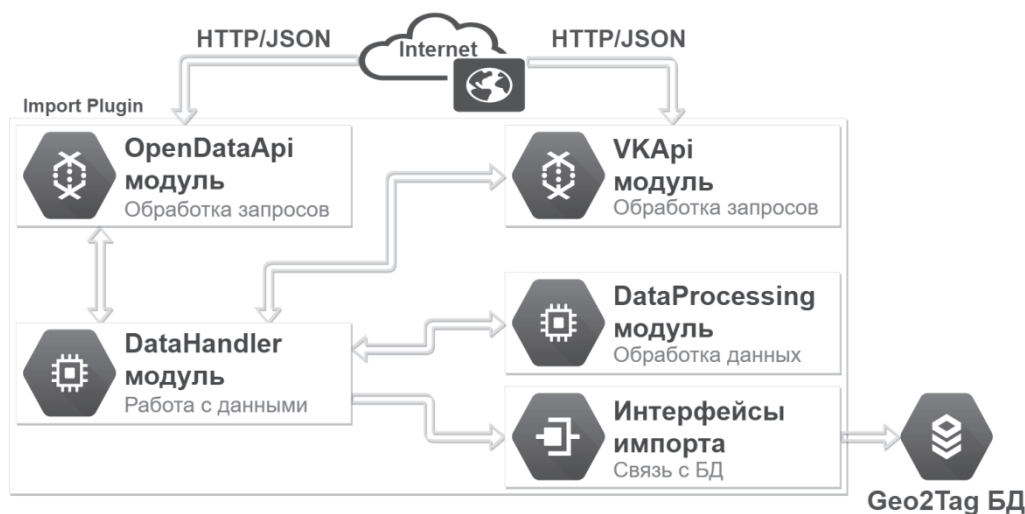 HTTP/JSON
Internet
HTTP/JSON
Import Plugin
OpenDataApi
модуль
Обработка запросов
VKApi
модуль
Обработка запросов
DataHandler
модуль
Работа с данными
DataProcessing
модуль
Обработка данных
Интерфейсы
импорта
Связь с БД
Geo2Tag БД